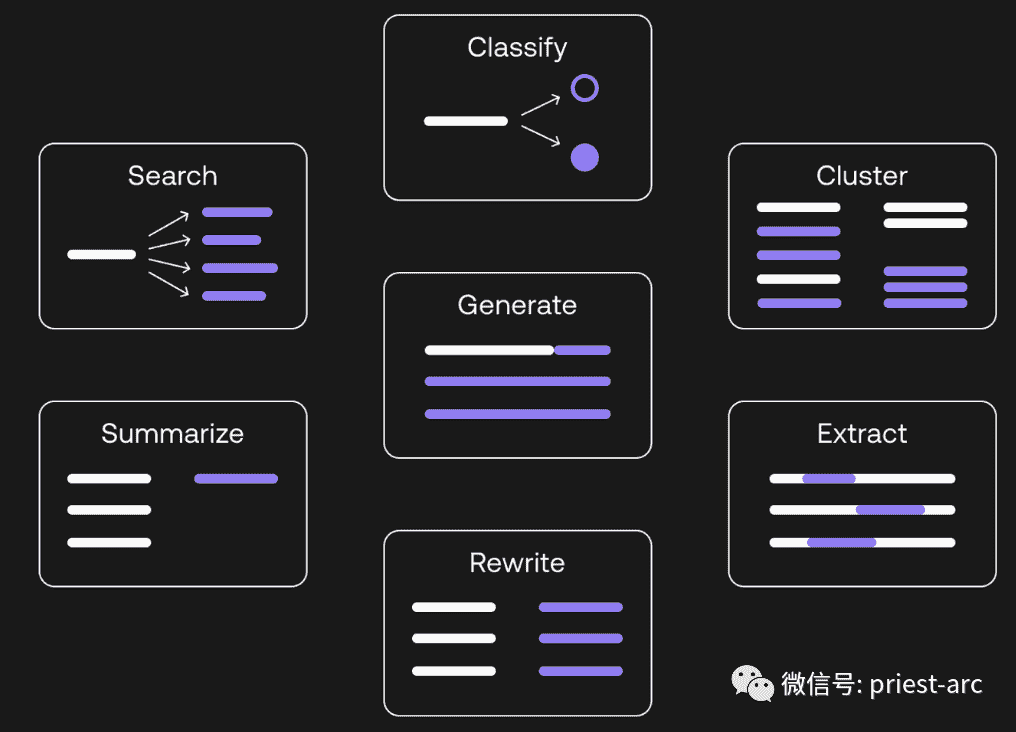 Classify
Search
Cluster
Generate
Summarize
Extract
Rewrite
微信号: priest-arc